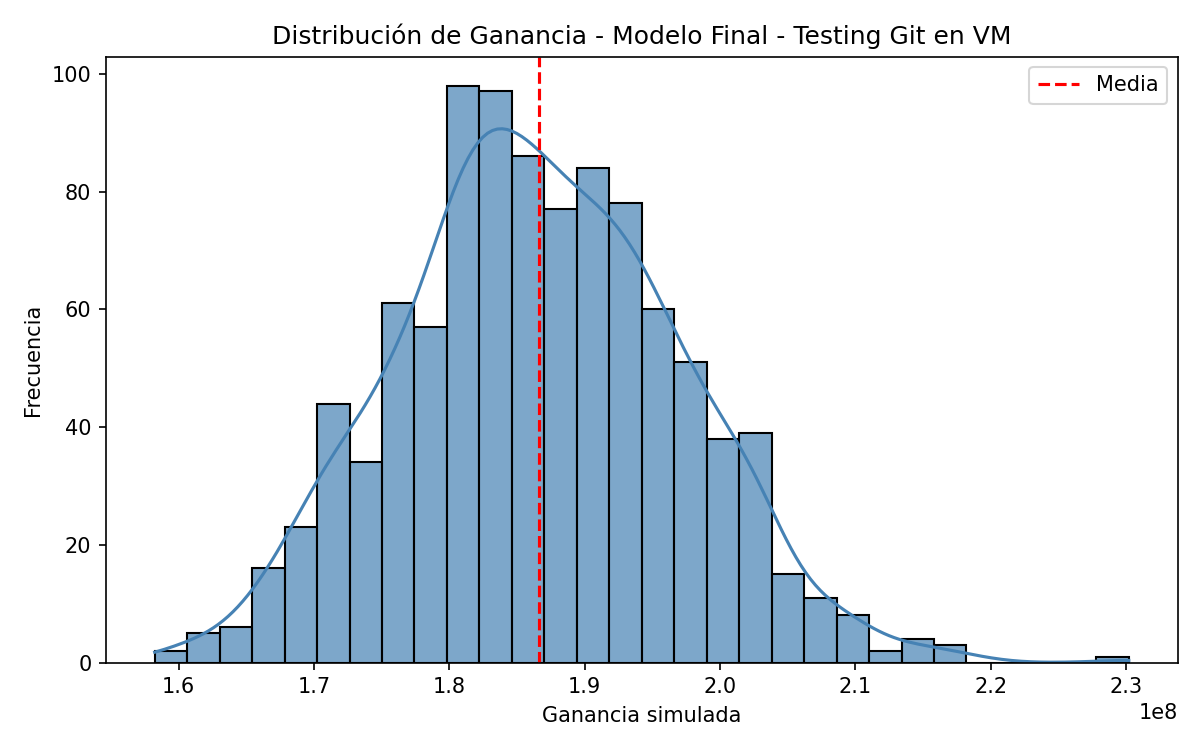 Distribución de Ganancia - Modelo Final - Testing Git en VM
Media
Frecuencia
100
80
60
40
20
0
1.6 1.7 1.8 1.9 2.0 2.1 2.2 2.3
1e8
Ganancia simulada